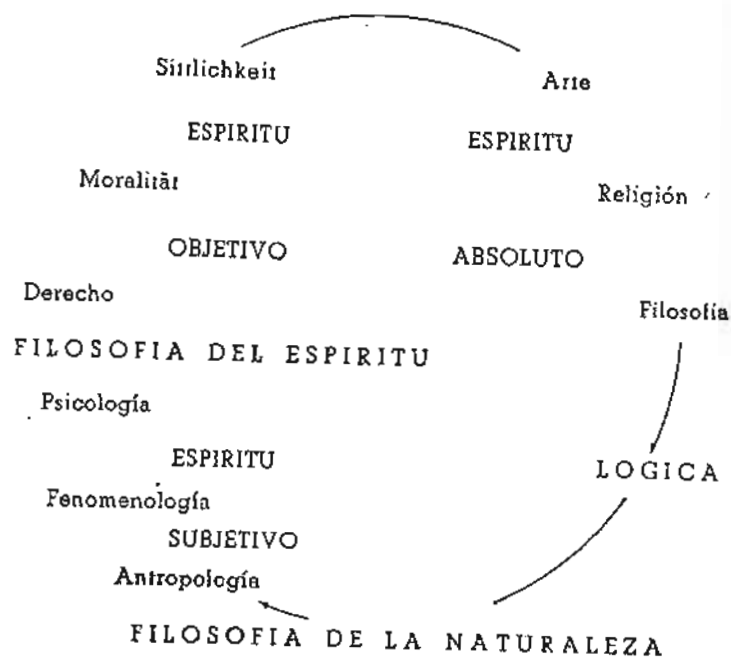 Sittlichkeit Arte
ESPIRITU ESPIRITU
Moralität Religión
OBJETIVO ABSOLUTO
Derecho Filosofía
FILOSOFIA DEL ESPIRITU
Psicología
ESPIRITU LOGICA
Fenomenología
SUBJETIVO
Antropología
FILOSOFIA DE LA NATURALEZA